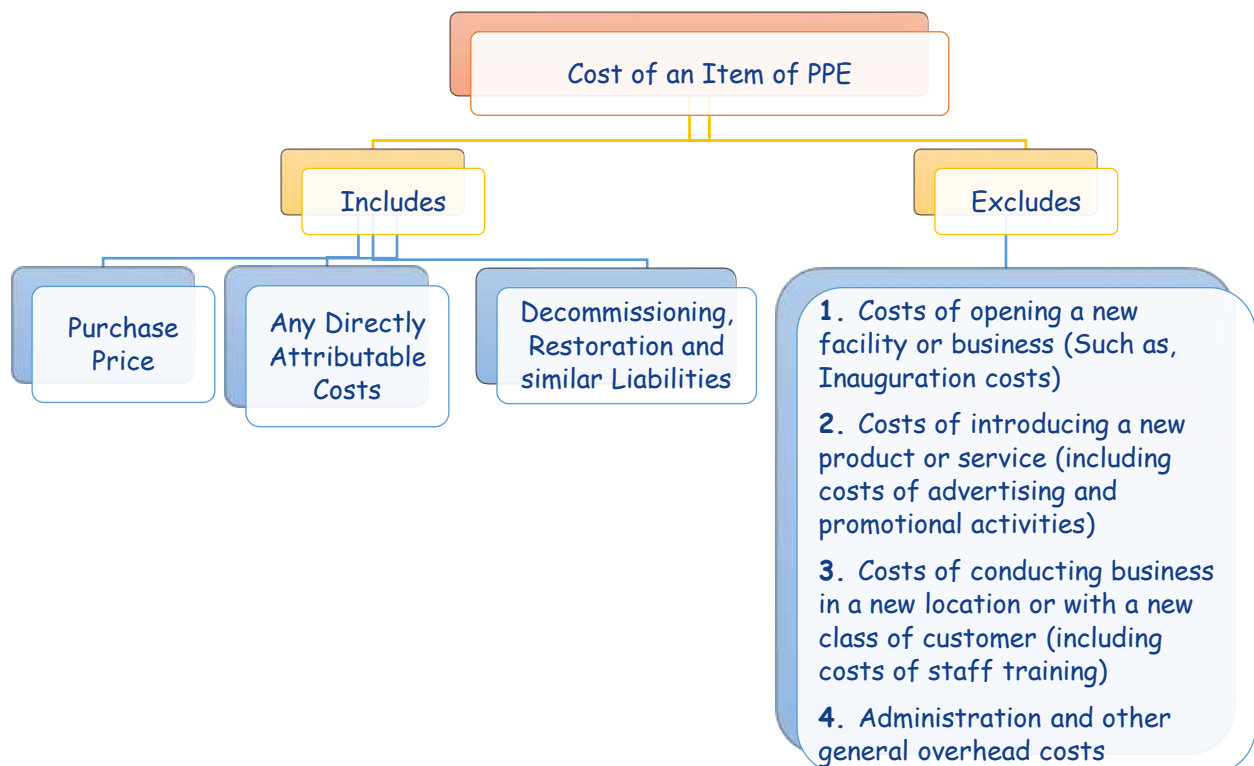 Cost of an Item of PPE
Includes
Excludes
Purchase
Price
Any Directly
Attributable
Costs
Decommissioning,
Restoration and
similar Liabilities
1. Costs of opening a new
facility or business (Such as,
Inauguration costs)
2. Costs of introducing a new
product or service (including
costs of advertising and
promotional activities)
3. Costs of conducting business
in a new location or with a new
class of customer (including
costs of staff training)
4. Administration and other
general overhead costs